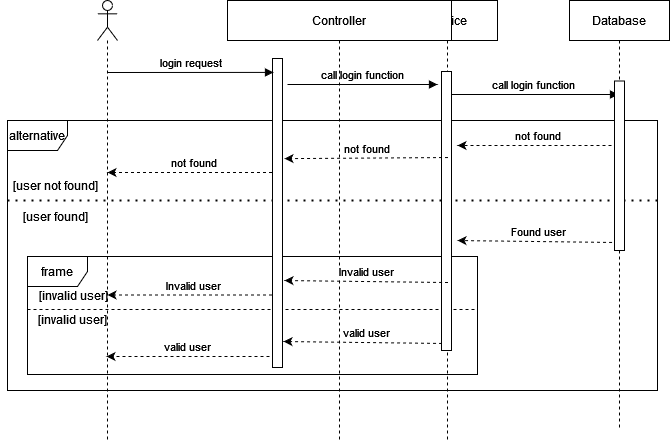 Controller
ice
Database
login request
call login function
call login function
alternative
not found
not found
not found
[user not found]
[user found]
Found user
frame
Invalid user
Invalid user
[invalid user]
[invalid user]
valid user
valid user